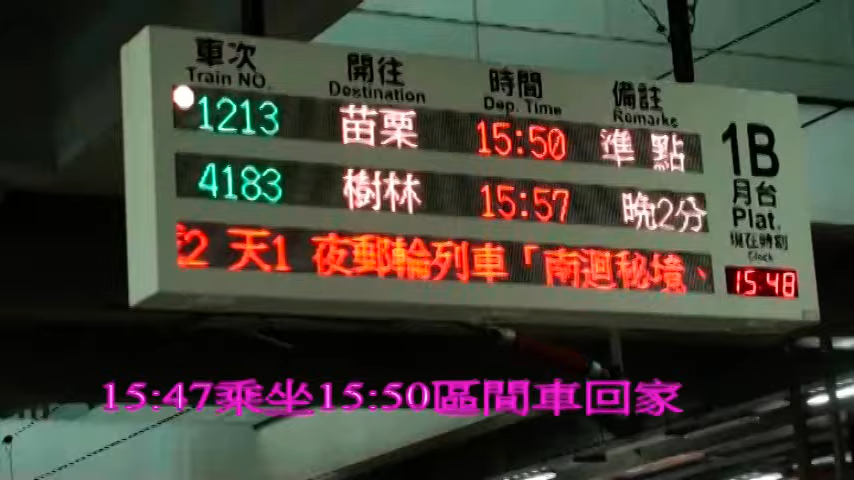 車次 開往 時間 備註
Train NO. Destination Dep. Time Remarks
1213 苗栗 15:50 準 點
4183 樹林 15:57 晚2分
2 天1 夜郵輪列車「南迴秘境、
1B
月台
Plat.
現在時刻
Clock
15:48
15:47乘坐15:50區間車回家